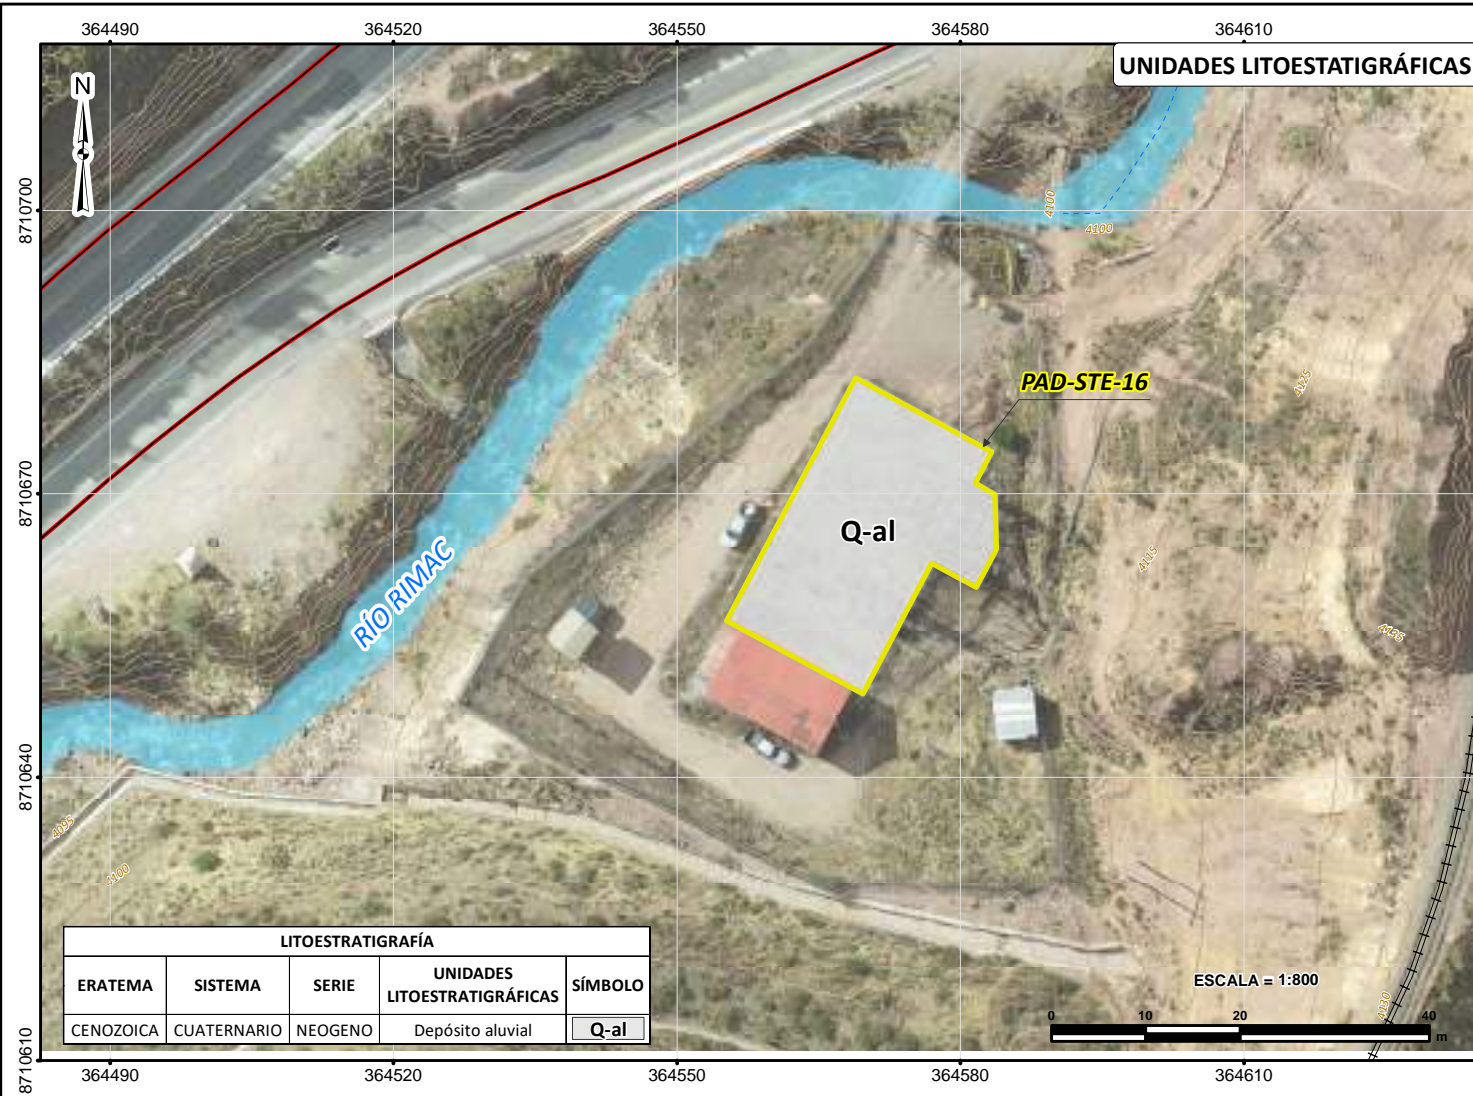 364490 364520 364550 364580 364610
UNIDADES LITOESTATIGRÁFICAS
N
8710700
8710670
8710640
8710610
4100
4100
PAD-STE-16
4125
Q-al
4115
RÍO RIMAC
4135
4095
4100
LITOESTRATIGRAFÍA
ERATEMA SISTEMA SERIE UNIDADES LITOESTRATIGRÁFICAS SÍMBOLO
CENOZOICA CUATERNARIO NEOGENO Depósito aluvial Q-al
ESCALA = 1:800
0 10 20 40
m
4130
364490 364520 364550 364580 364610